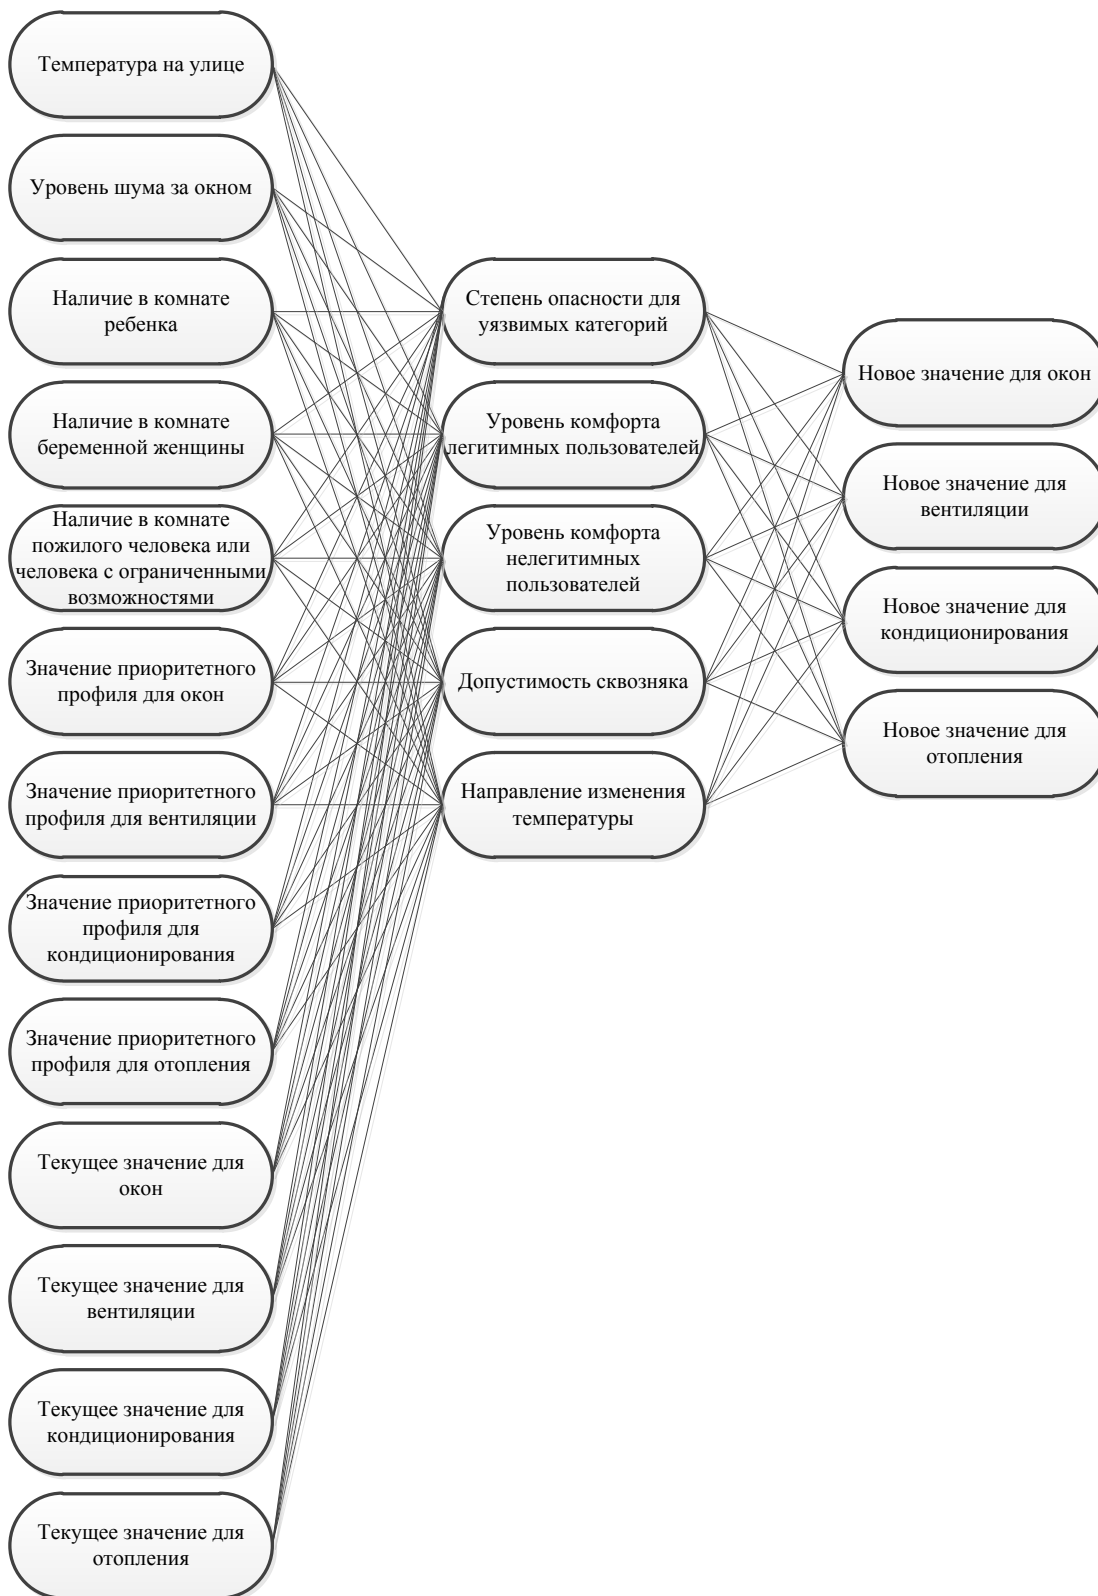 Температура на улице
Уровень шума за окном
Наличие в комнате
ребенка
Наличие в комнате
беременной женщины
Наличие в комнате
пожилого человека или
человека с ограниченными
возможностями
Значение приоритетного
профиля для окон
Значение приоритетного
профиля для вентиляции
Значение приоритетного
профиля для
кондиционирования
Значение приоритетного
профиля для отопления
Текущее значение для
окон
Текущее значение для
вентиляции
Текущее значение для
кондиционирования
Текущее значение для
отопления
Степень опасности для
уязвимых категорий
Уровень комфорта
легитимных пользователей
Уровень комфорта
нелегитимных
пользователей
Допустимость сквозняка
Направление изменения
температуры
Новое значение для окон
Новое значение для
вентиляции
Новое значение для
кондиционирования
Новое значение для
отопления